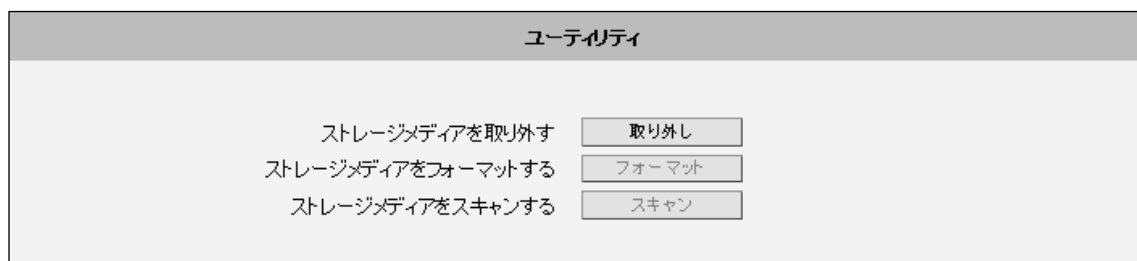 ユーティリティ
ストレージメディアを取り外す 取り外し
ストレージメディアをフォーマットする フォーマット
ストレージメディアをスキャンする スキャン